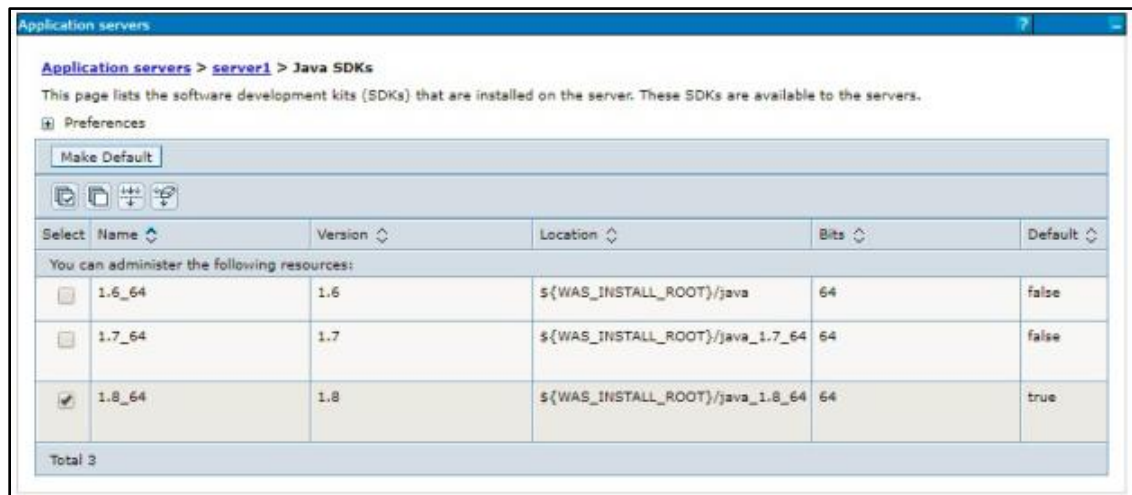 Application servers ?
Application servers > server1 > Java SDKs
This page lists the software development kits (SDKs) that are installed on the server. These SDKs are available to the servers.
Preferences
Make Default
Select Name Version Location Bits Default
You can administer the following resources:
1.6_64 1.6 ${WAS_INSTALL_ROOT}/java 64 false
1.7_64 1.7 ${WAS_INSTALL_ROOT}/java_1.7_64 64 false
1.8_64 1.8 ${WAS_INSTALL_ROOT}/java_1.8_64 64 true
Total 3